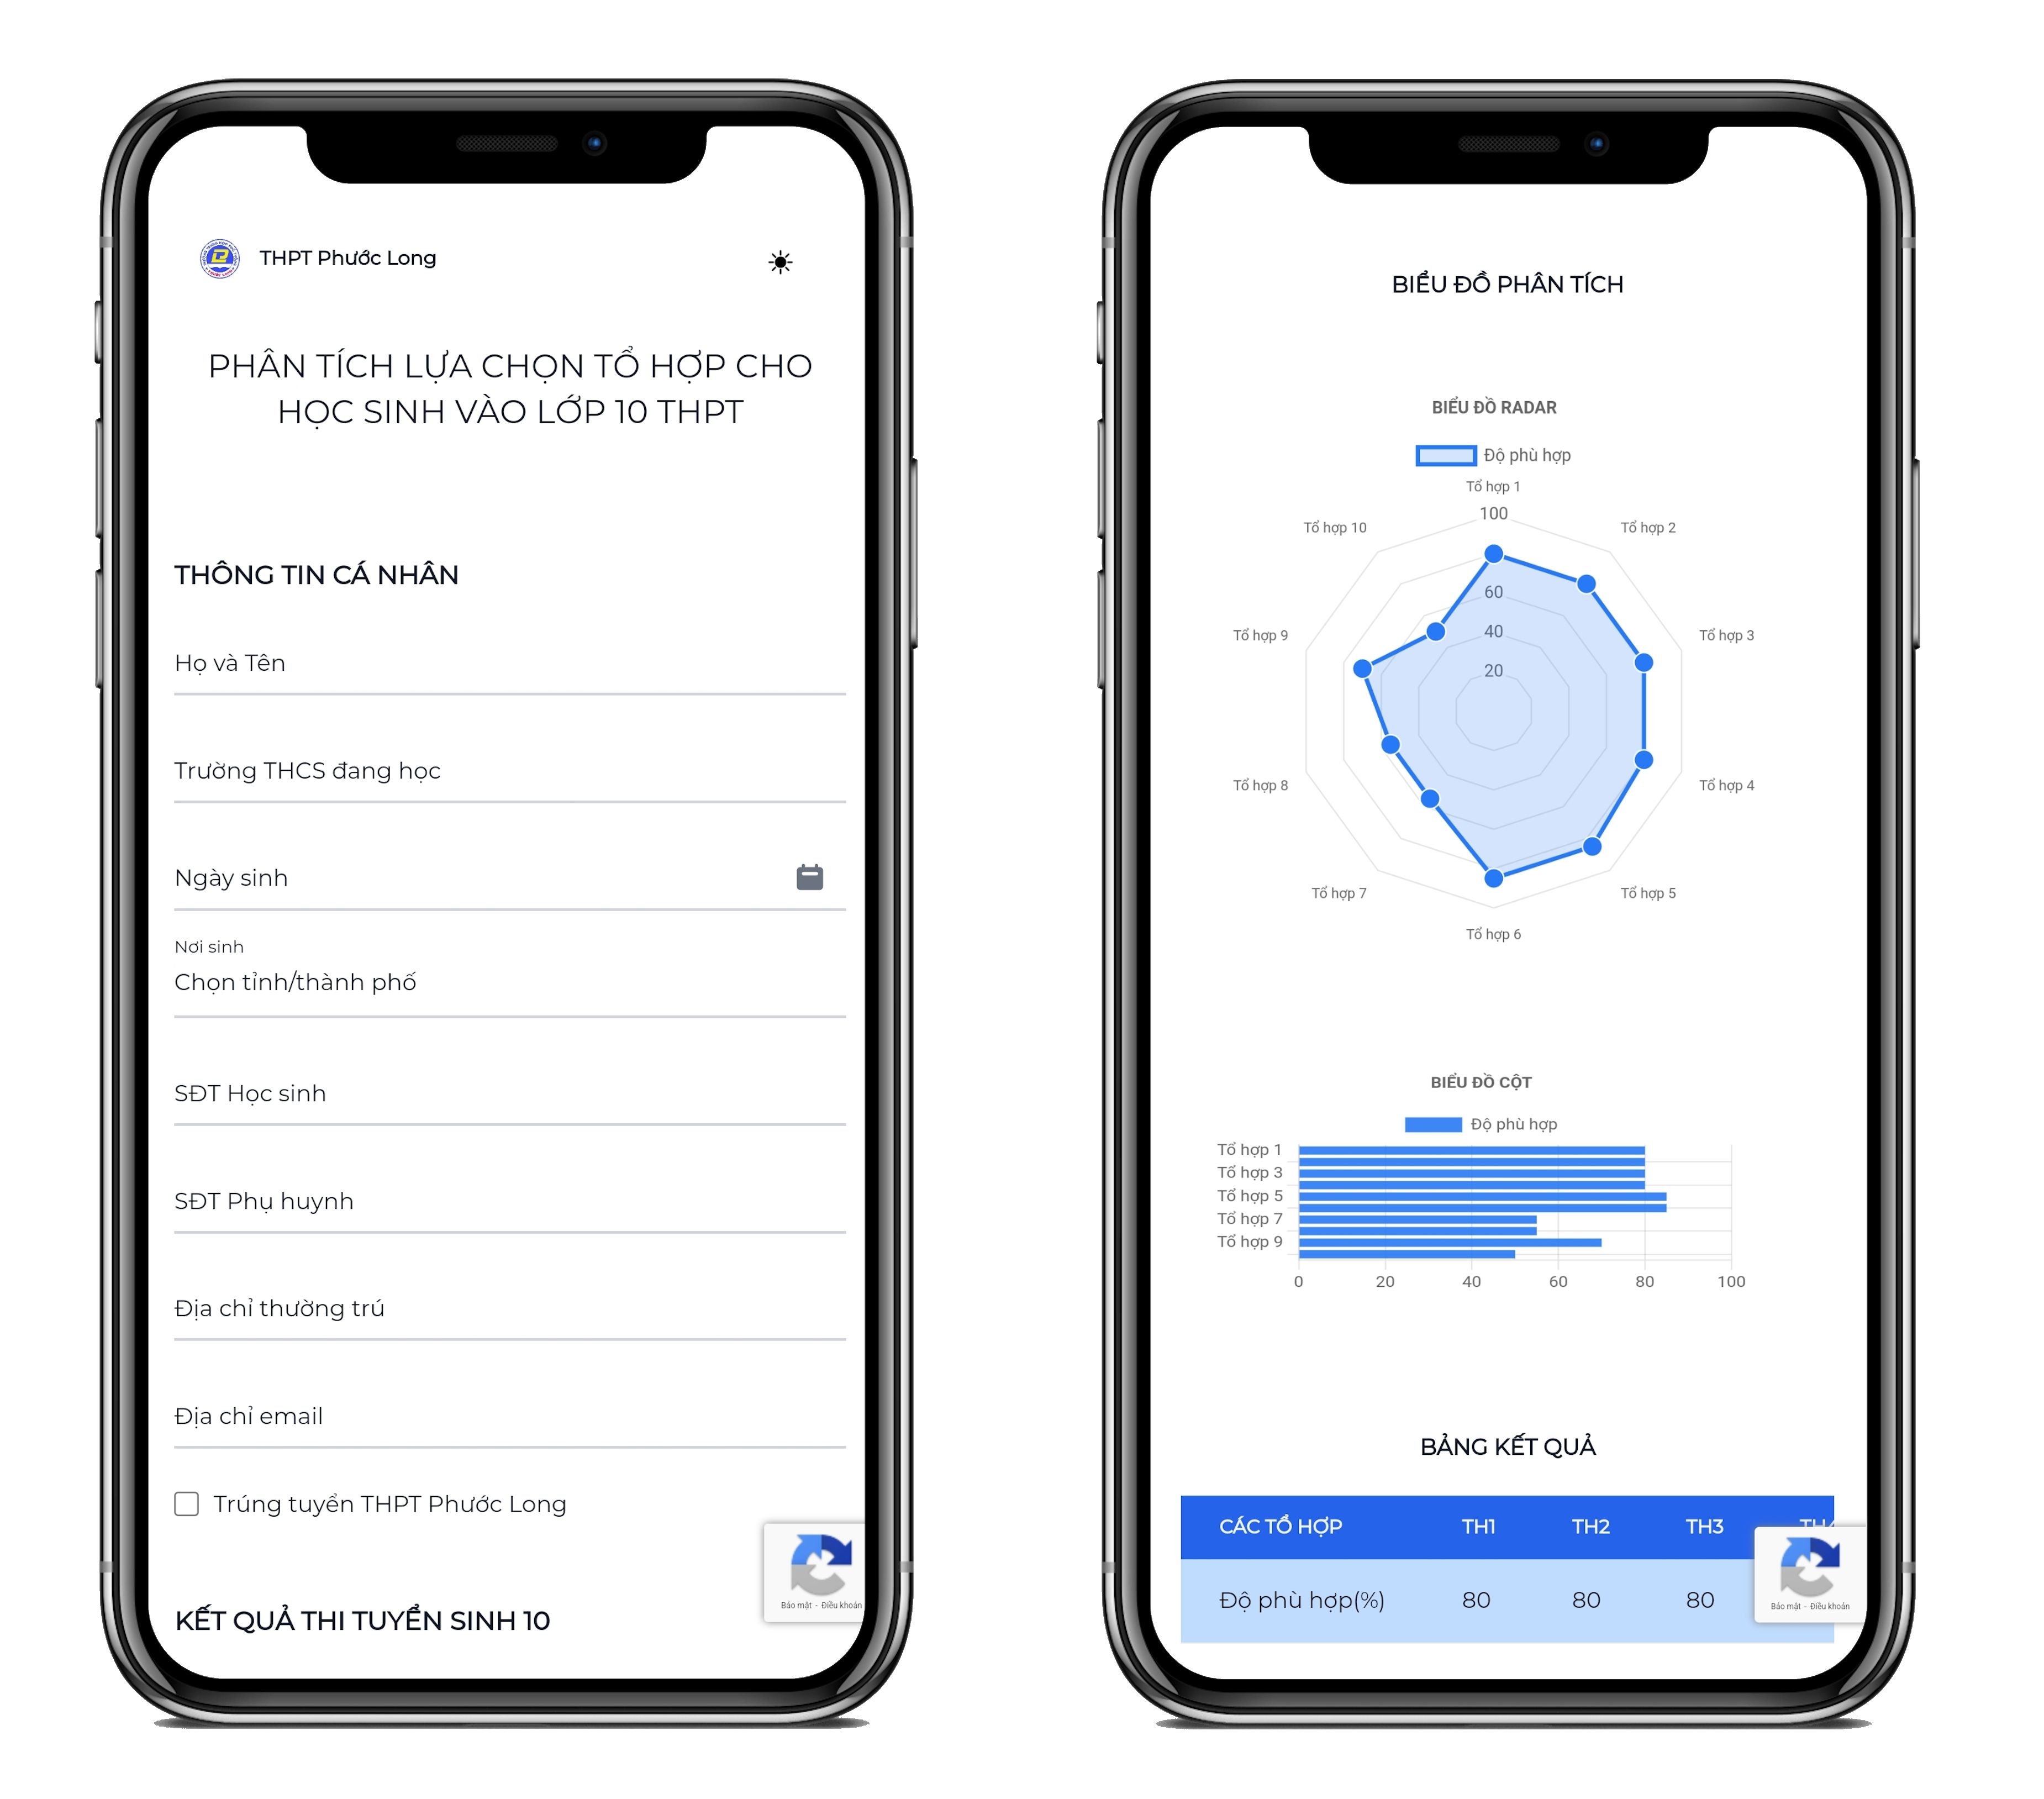 THPT Phước Long
PHÂN TÍCH LỰA CHỌN TỔ HỢP CHO
HỌC SINH VÀO LỚP 10 THPT
THÔNG TIN CÁ NHÂN
Họ và Tên
Trường THCS đang học
Ngày sinh
Nơi sinh
Chọn tỉnh/thành phố
SĐT Học sinh
SĐT Phụ huynh
Địa chỉ thường trú
Địa chỉ email
Trúng tuyển THPT Phước Long
Bảo mật - Điều khoản
KẾT QUẢ THI TUYỂN SINH 10
BIỂU ĐỒ PHÂN TÍCH
BIỂU ĐỒ RADAR
Độ phù hợp
Tổ hợp 1
100
Tổ hợp 10
Tổ hợp 2
60
Tổ hợp 9
40
Tổ hợp 3
20
Tổ hợp 8
Tổ hợp 4
Tổ hợp 7
Tổ hợp 5
Tổ hợp 6
BIỂU ĐỒ CỘT
Độ phù hợp
Tổ hợp 1
Tổ hợp 3
Tổ hợp 5
Tổ hợp 7
Tổ hợp 9
0 20 40 60 80 100
BẢNG KẾT QUẢ
CÁC TỔ HỢP TH1 TH2 TH3
Độ phù hợp(%) 80 80 80
Bảo mật - Điều khoản